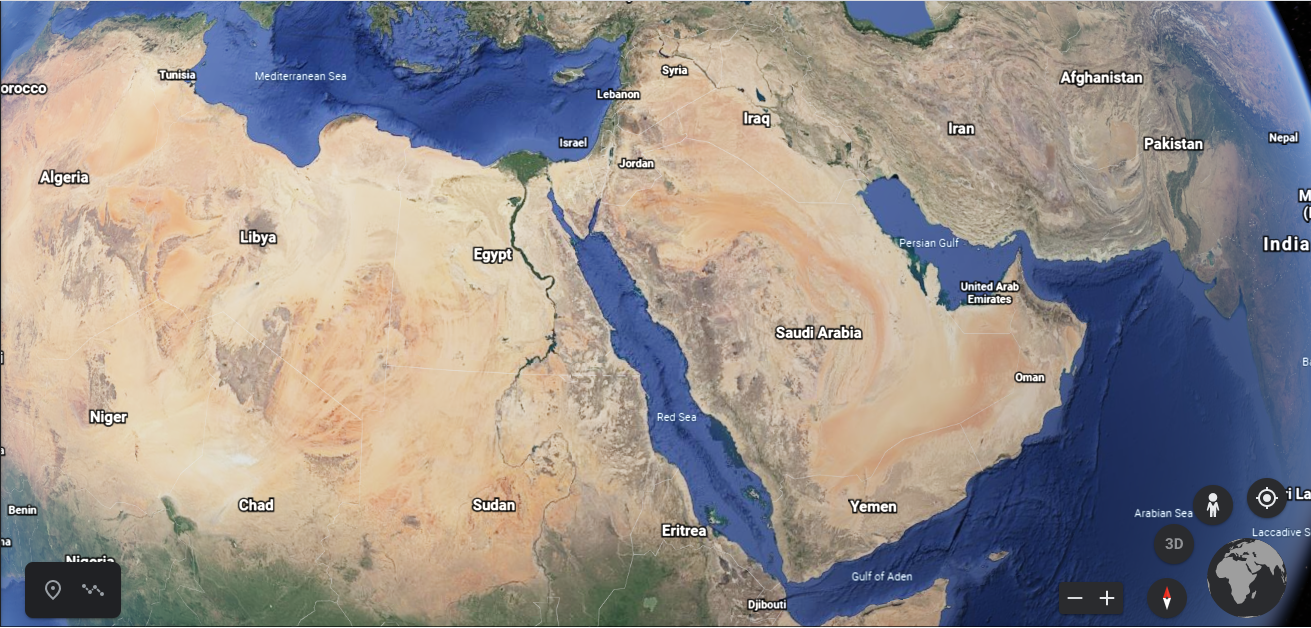 Tunisia
Mediterranean Sea
Syria
Afghanistan
orocco
Lebanon
Iraq
Iran
Israel
Nepal
Pakistan
Jordan
Algeria
Libya
Persian Gulf
India
Egypt
United Arab
Emirates
Saudi Arabia
Oman
Niger
Red Sea
Chad
Sudan
Yemen
Benin
Arabian Sea
Eritrea
3D
Laccadive S
Nigeria
Gulf of Aden
Djibouti